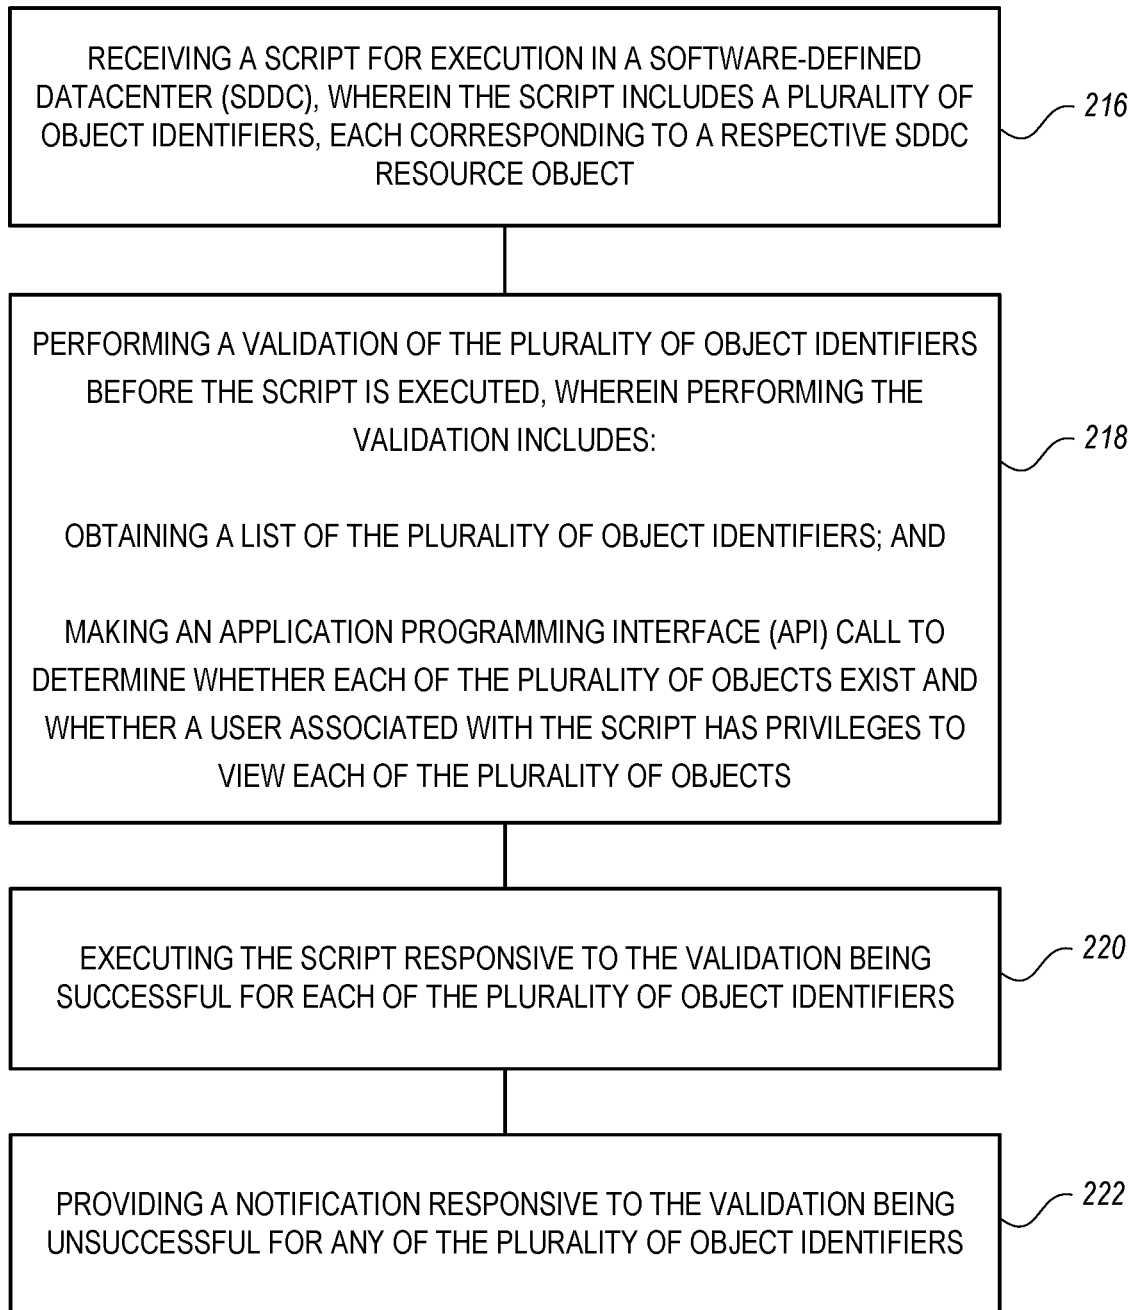 RECEIVING A SCRIPT FOR EXECUTION IN A SOFTWARE-DEFINED
DATACENTER (SDDC), WHEREIN THE SCRIPT INCLUDES A PLURALITY OF
OBJECT IDENTIFIERS, EACH CORRESPONDING TO A RESPECTIVE SDDC
RESOURCE OBJECT
216
PERFORMING A VALIDATION OF THE PLURALITY OF OBJECT IDENTIFIERS
BEFORE THE SCRIPT IS EXECUTED, WHEREIN PERFORMING THE
VALIDATION INCLUDES:
OBTAINING A LIST OF THE PLURALITY OF OBJECT IDENTIFIERS; AND
MAKING AN APPLICATION PROGRAMMING INTERFACE (API) CALL TO
DETERMINE WHETHER EACH OF THE PLURALITY OF OBJECTS EXIST AND
WHETHER A USER ASSOCIATED WITH THE SCRIPT HAS PRIVILEGES TO
VIEW EACH OF THE PLURALITY OF OBJECTS
218
EXECUTING THE SCRIPT RESPONSIVE TO THE VALIDATION BEING
SUCCESSFUL FOR EACH OF THE PLURALITY OF OBJECT IDENTIFIERS
220
PROVIDING A NOTIFICATION RESPONSIVE TO THE VALIDATION BEING
UNSUCCESSFUL FOR ANY OF THE PLURALITY OF OBJECT IDENTIFIERS
222